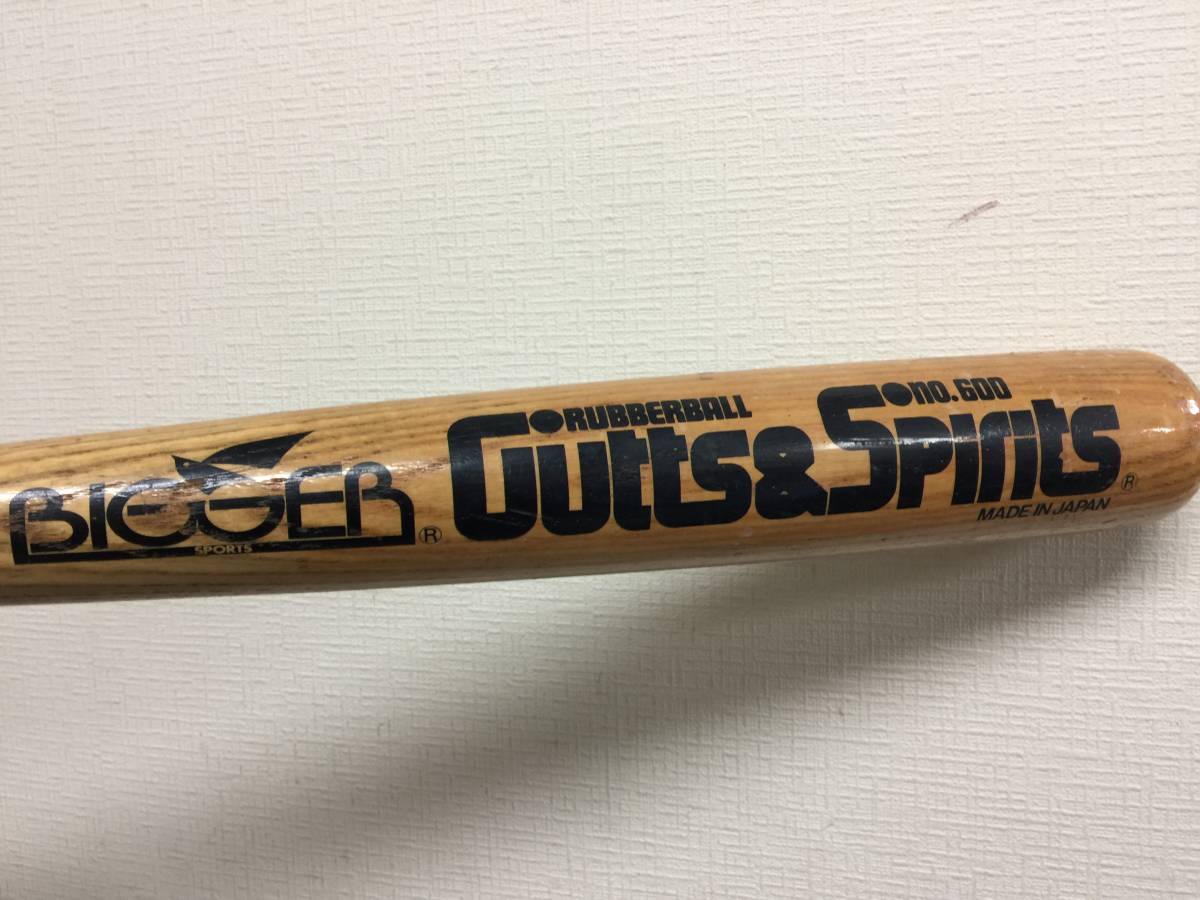 BIGGER ®
SPORTS
RUBBERBALL no.600
Gutts & Spirits ®
MADE IN JAPAN